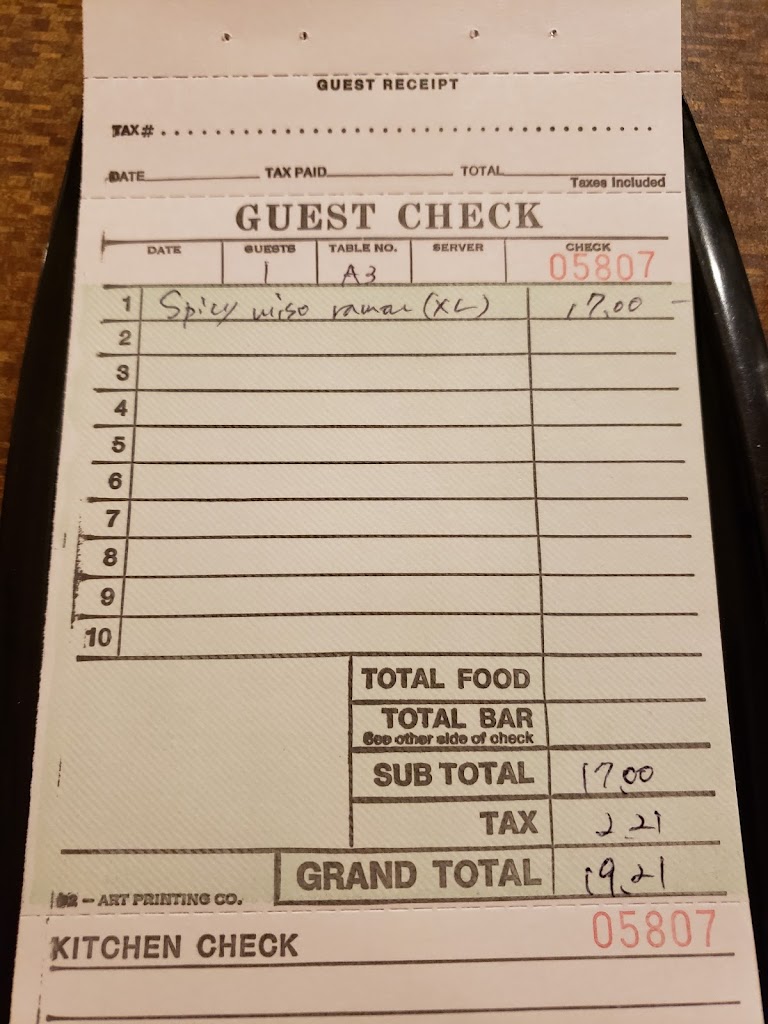 GUEST RECEIPT
TAX#
DATE TAX PAID TOTAL
Taxes Included
GUEST CHECK
DATE GUESTS TABLE NO. SERVER CHECK
1 A3 05807
1 Spicy miso ramen (XL) 17.00 -
2
3
4
5
6
7
8
9
10
TOTAL FOOD
TOTAL BAR
See other side of check
SUB TOTAL 17.00
TAX 2.21
GRAND TOTAL 19.21
- ART PRINTING CO.
KITCHEN CHECK 05807